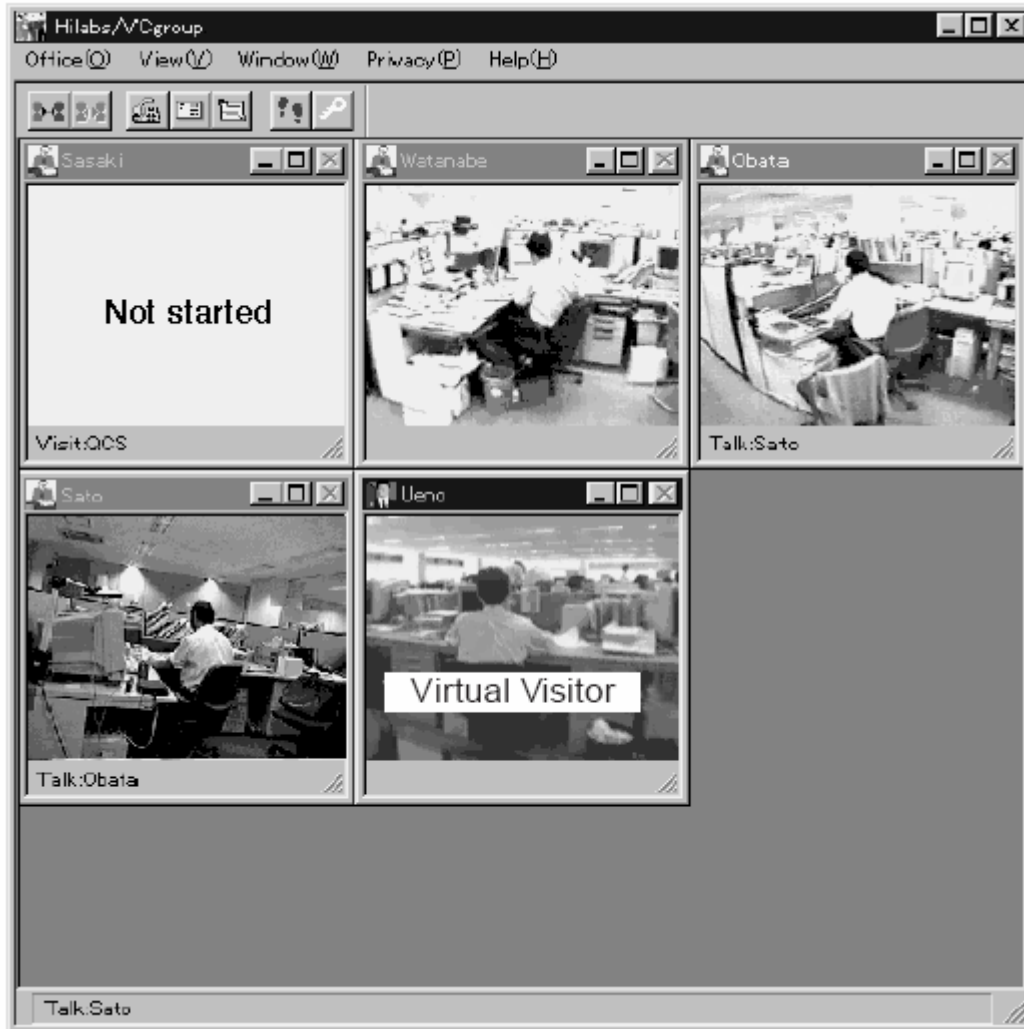 Hilabs/VCgroup
Office(O) View(V) Window(W) Privacy(P) Help(H)
Sasaki Watanabe Obata
Not started
Visit:QCS
Talk:Sato
Sato Ueno
Virtual Visitor
Talk:Obata
Talk:Sato